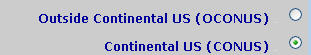 Outside Continental US (OCONUS)
Continental US (CONUS)